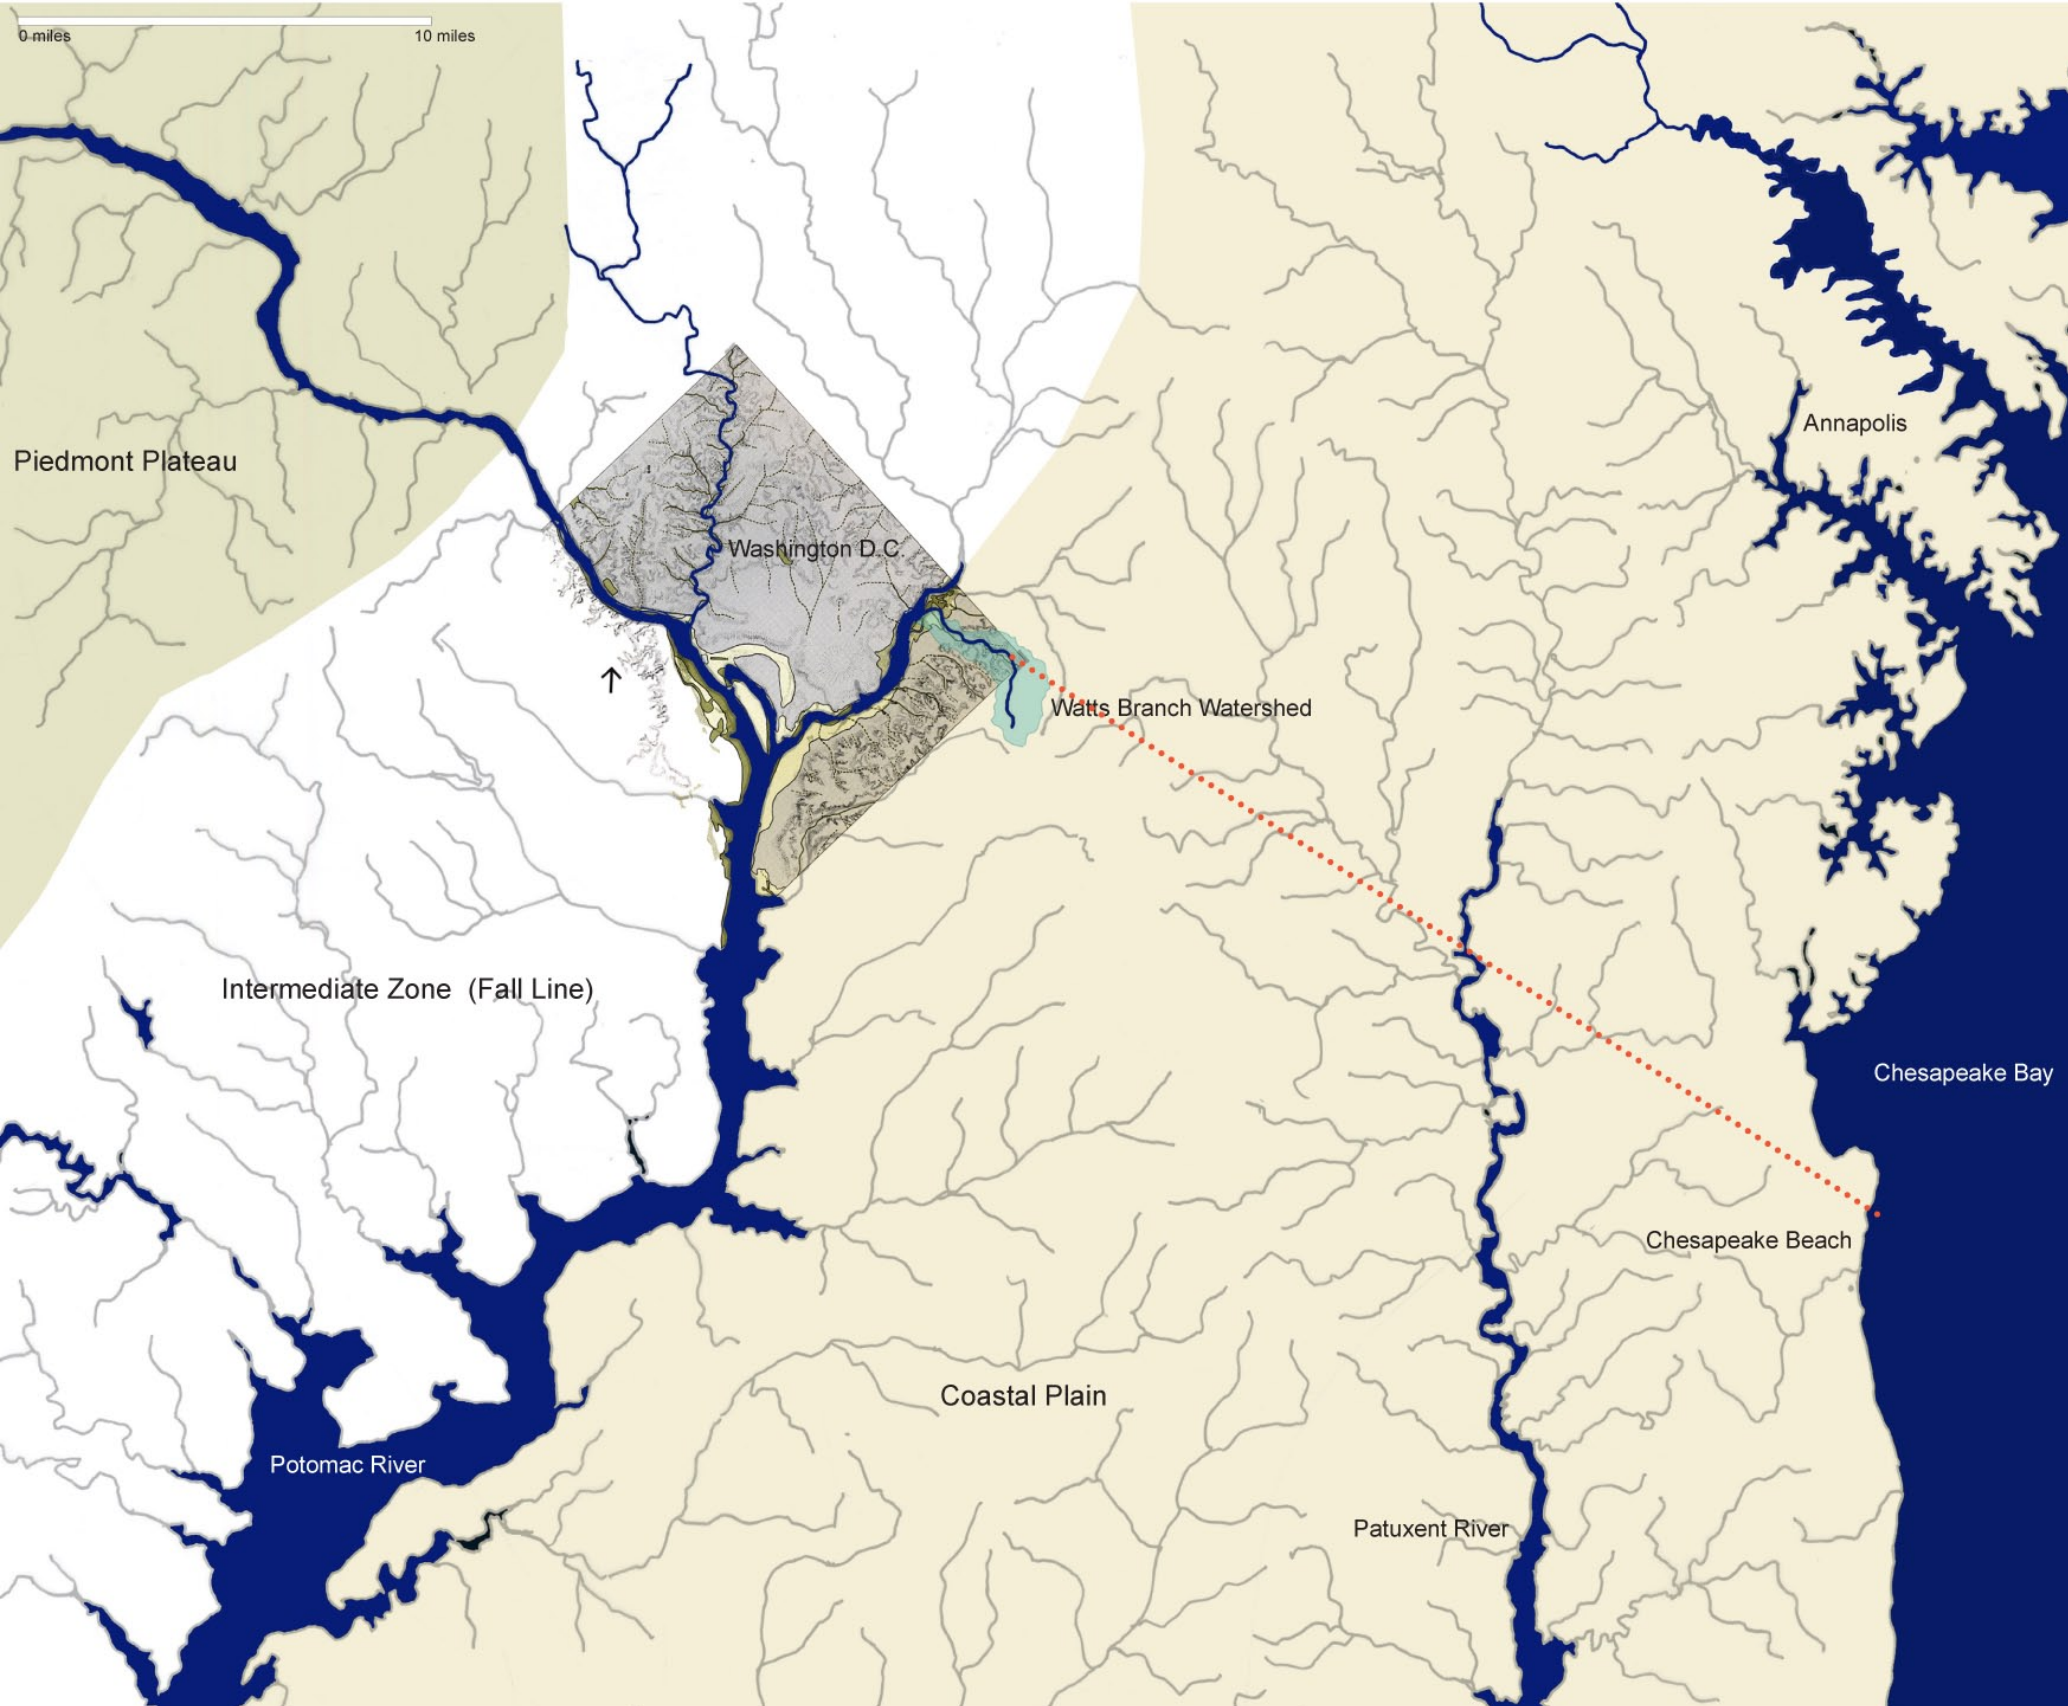 0 miles
10 miles
Annapolis
Piedmont Plateau
Washington D.C.
Watts Branch Watershed
Intermediate Zone (Fall Line)
Chesapeake Bay
Chesapeake Beach
Coastal Plain
Potomac River
Patuxent River